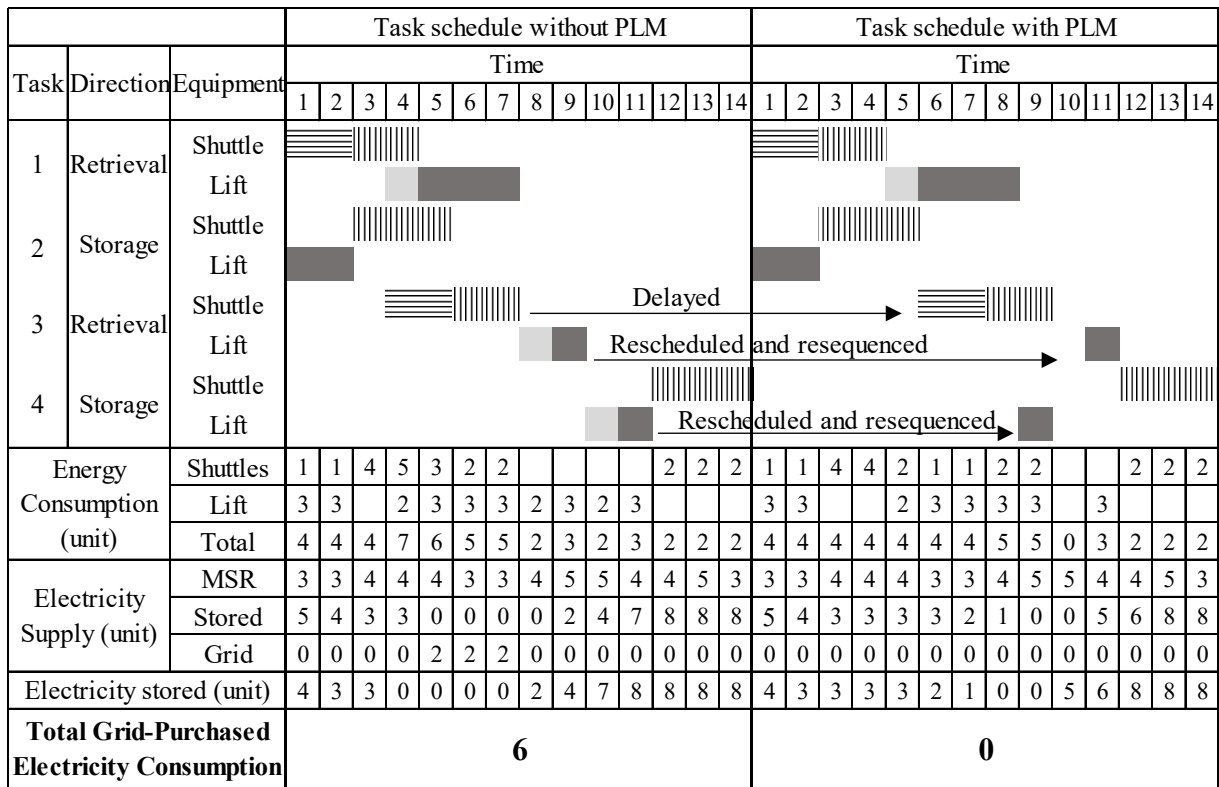 Task schedule without PLM Task schedule with PLM
Task Direction Equipment Time Time
1 2 3 4 5 6 7 8 9 10 11 12 13 14 1 2 3 4 5 6 7 8 9 10 11 12 13 14
1 Retrieval Shuttle
Lift
2 Storage Shuttle
Lift
3 Retrieval Shuttle Delayed
Lift Rescheduled and resequenced
4 Storage Shuttle
Lift Rescheduled and resequenced
Energy Consumption (unit) Shuttles 1 1 4 5 3 2 2 2 2 2 1 1 4 4 2 1 1 2 2 2 2 2
Lift 3 3 2 3 3 3 2 3 2 3 3 3 2 3 3 3 3 3
Total 4 4 4 7 6 5 5 2 3 2 3 2 2 2 4 4 4 4 4 4 4 5 5 0 3 2 2 2
Electricity Supply (unit) MSR 3 3 4 4 4 3 3 4 5 5 4 4 5 3 3 3 4 4 4 3 3 4 5 5 4 4 5 3
Stored 5 4 3 3 0 0 0 0 2 4 7 8 8 8 5 4 3 3 3 3 2 1 0 0 5 6 8 8
Grid 0 0 0 0 2 2 2 0 0 0 0 0 0 0 0 0 0 0 0 0 0 0 0 0 0 0 0 0
Electricity stored (unit) 4 3 3 0 0 0 0 2 4 7 8 8 8 8 4 3 3 3 3 2 1 0 0 5 6 8 8 8
Total Grid-Purchased
Electricity Consumption 6 0